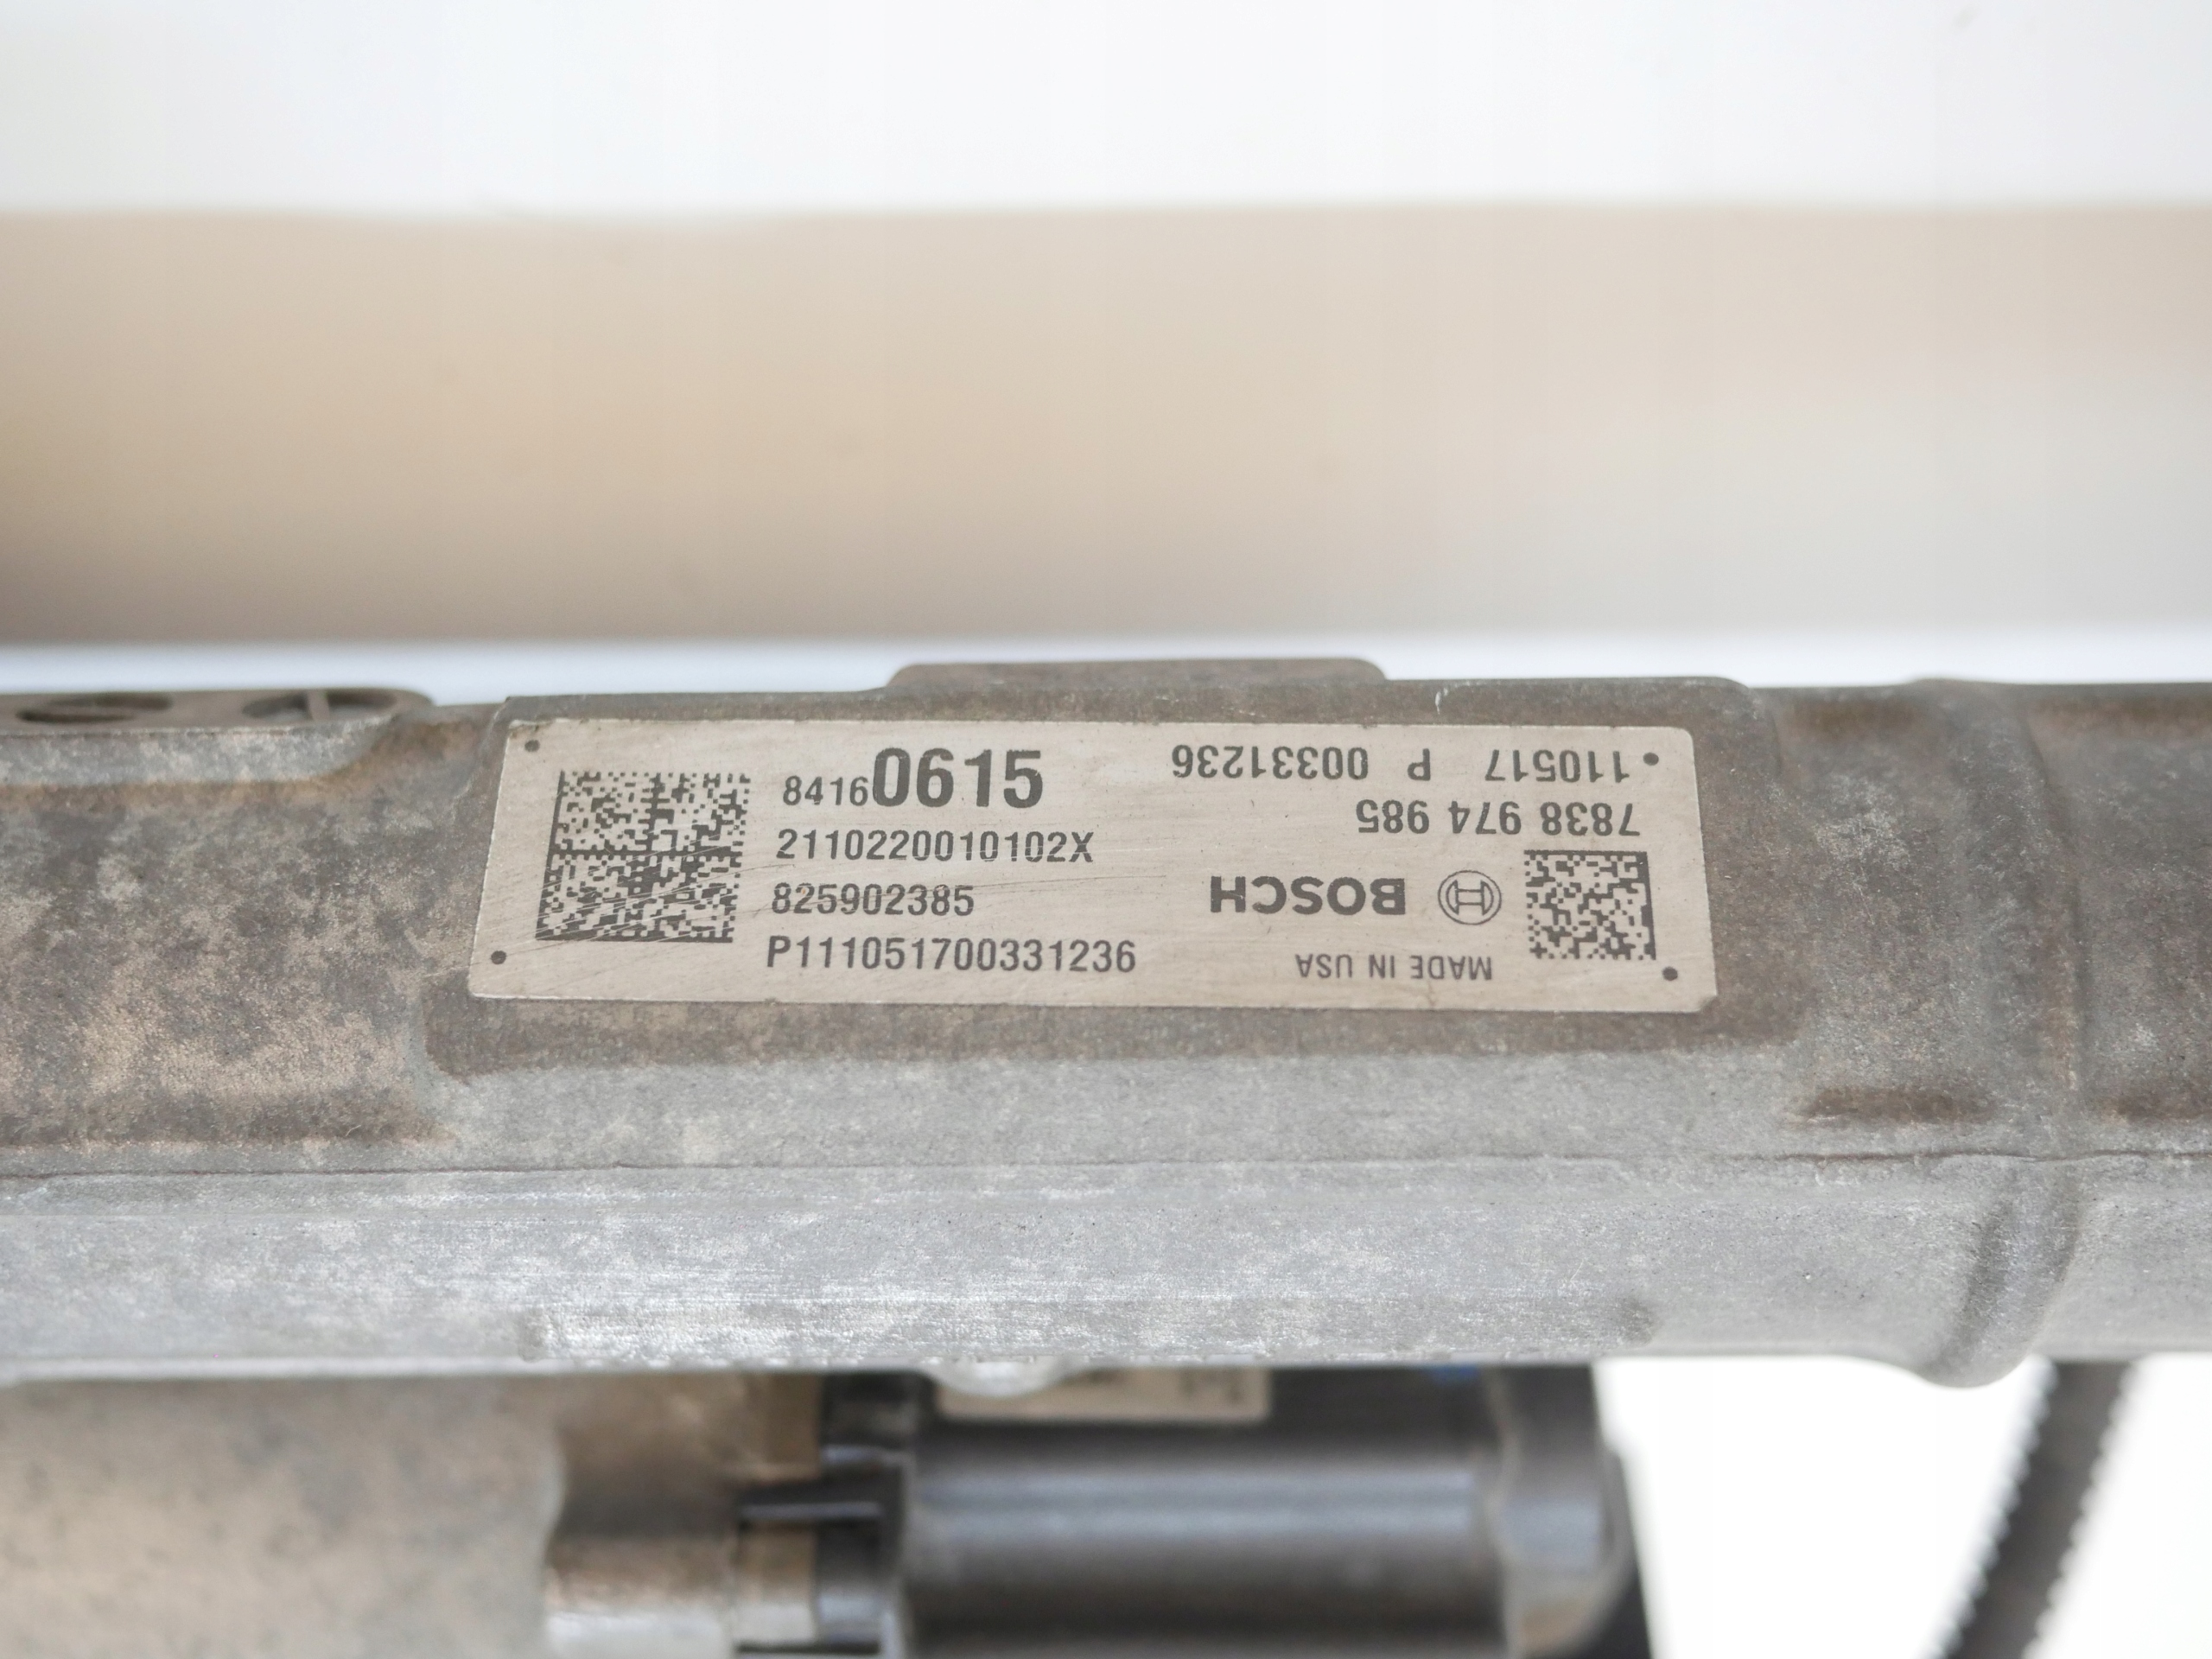 84160615
2110220010102X
825902385
P111051700331236
110517 P 00331236
7838 974 985
BOSCH
MADE IN USA